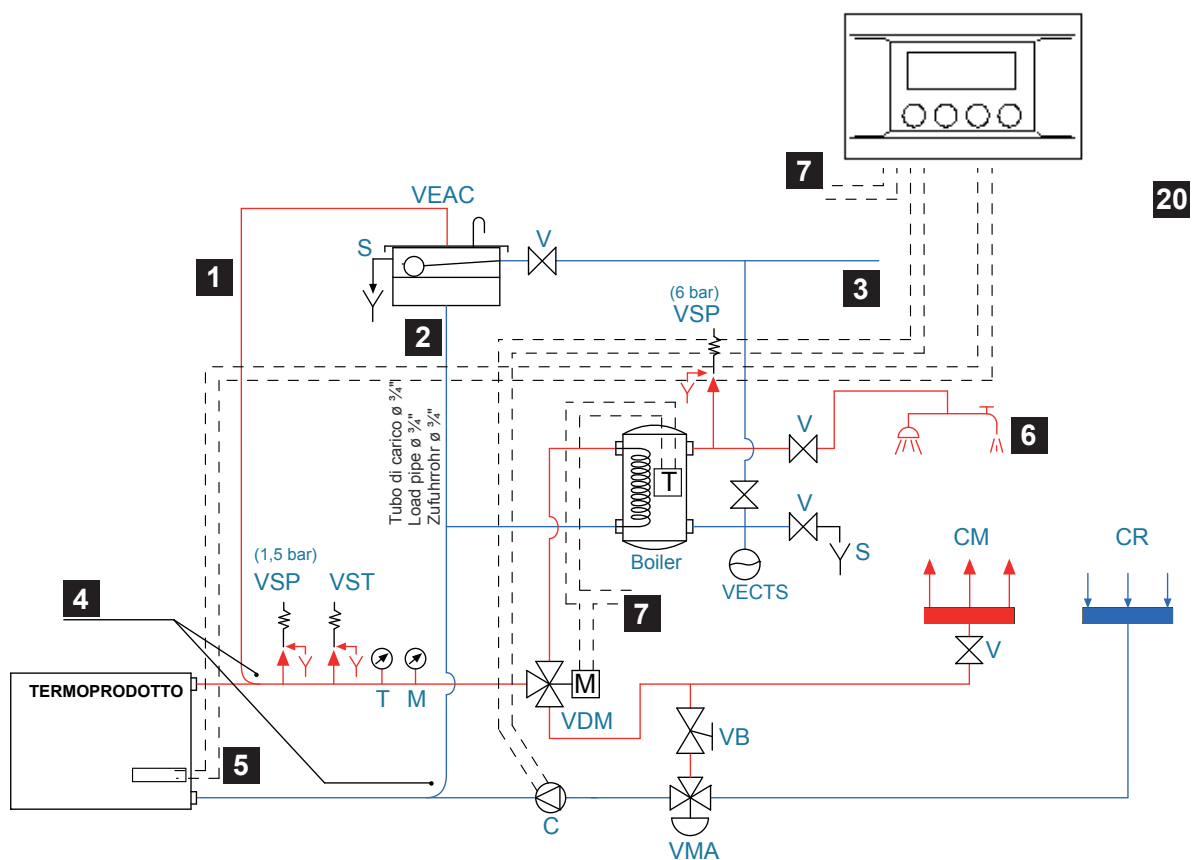 7
20
VEAC
S
V
1
3
(6 bar)
VSP
2
Tubo di carico ø ¾"
Load pipe ø ¾"
Zufuhrrohr ø ¾"
V
6
T
V
(1,5 bar)
Boiler
S
CM
CR
VSP
VST
VECTS
4
7
V
TERMOPRODOTTO
M
T
M
VDM
VB
5
C
VMA